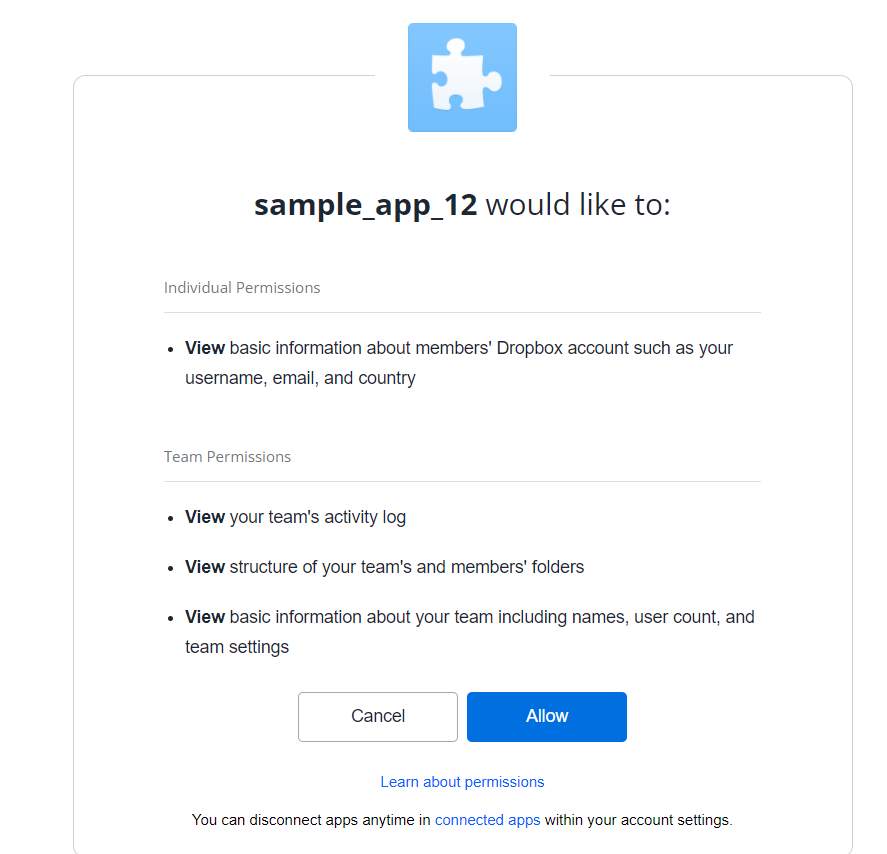 sample_app_12 would like to:
Individual Permissions
View basic information about members' Dropbox account such as your
username, email, and country
Team Permissions
View your team's activity log
View structure of your team's and members' folders
View basic information about your team including names, user count, and
team settings
Cancel
Allow
Learn about permissions
You can disconnect apps anytime in connected apps within your account settings.